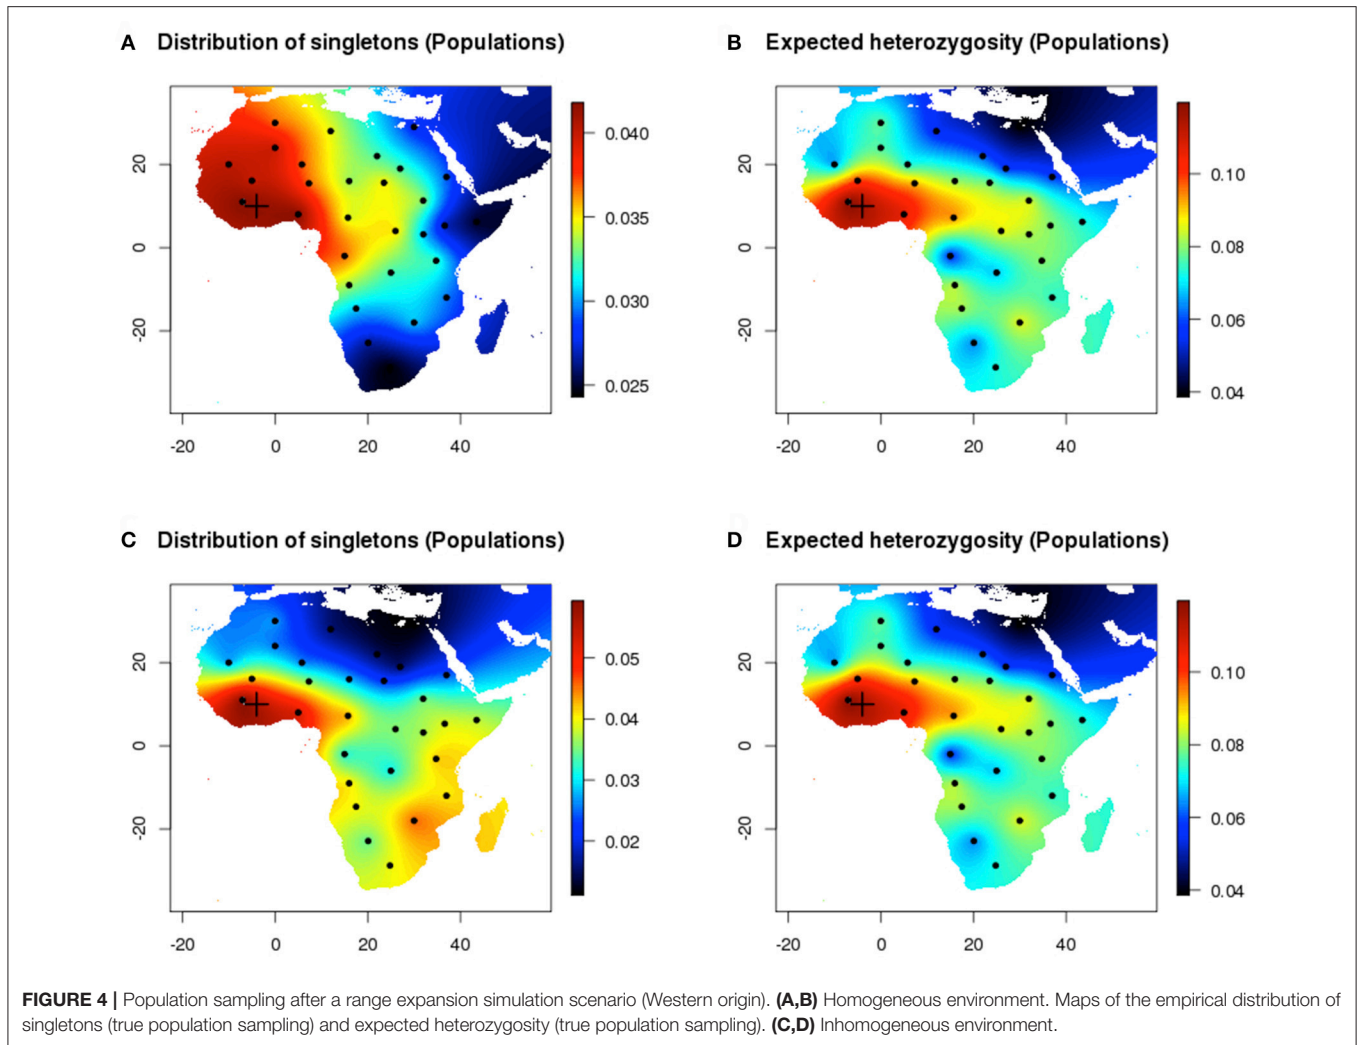 A Distribution of singletons (Populations)
20
0
-20
-20 0 20 40
0.040
0.035
0.030
0.025
B Expected heterozygosity (Populations)
20
0
-20
-20 0 20 40
0.10
0.08
0.06
0.04
C Distribution of singletons (Populations)
20
0
-20
-20 0 20 40
0.05
0.04
0.03
0.02
D Expected heterozygosity (Populations)
20
0
-20
-20 0 20 40
0.10
0.08
0.06
0.04
FIGURE 4 | Population sampling after a range expansion simulation scenario (Western origin). (A,B) Homogeneous environment. Maps of the empirical distribution of
singletons (true population sampling) and expected heterozygosity (true population sampling). (C,D) Inhomogeneous environment.